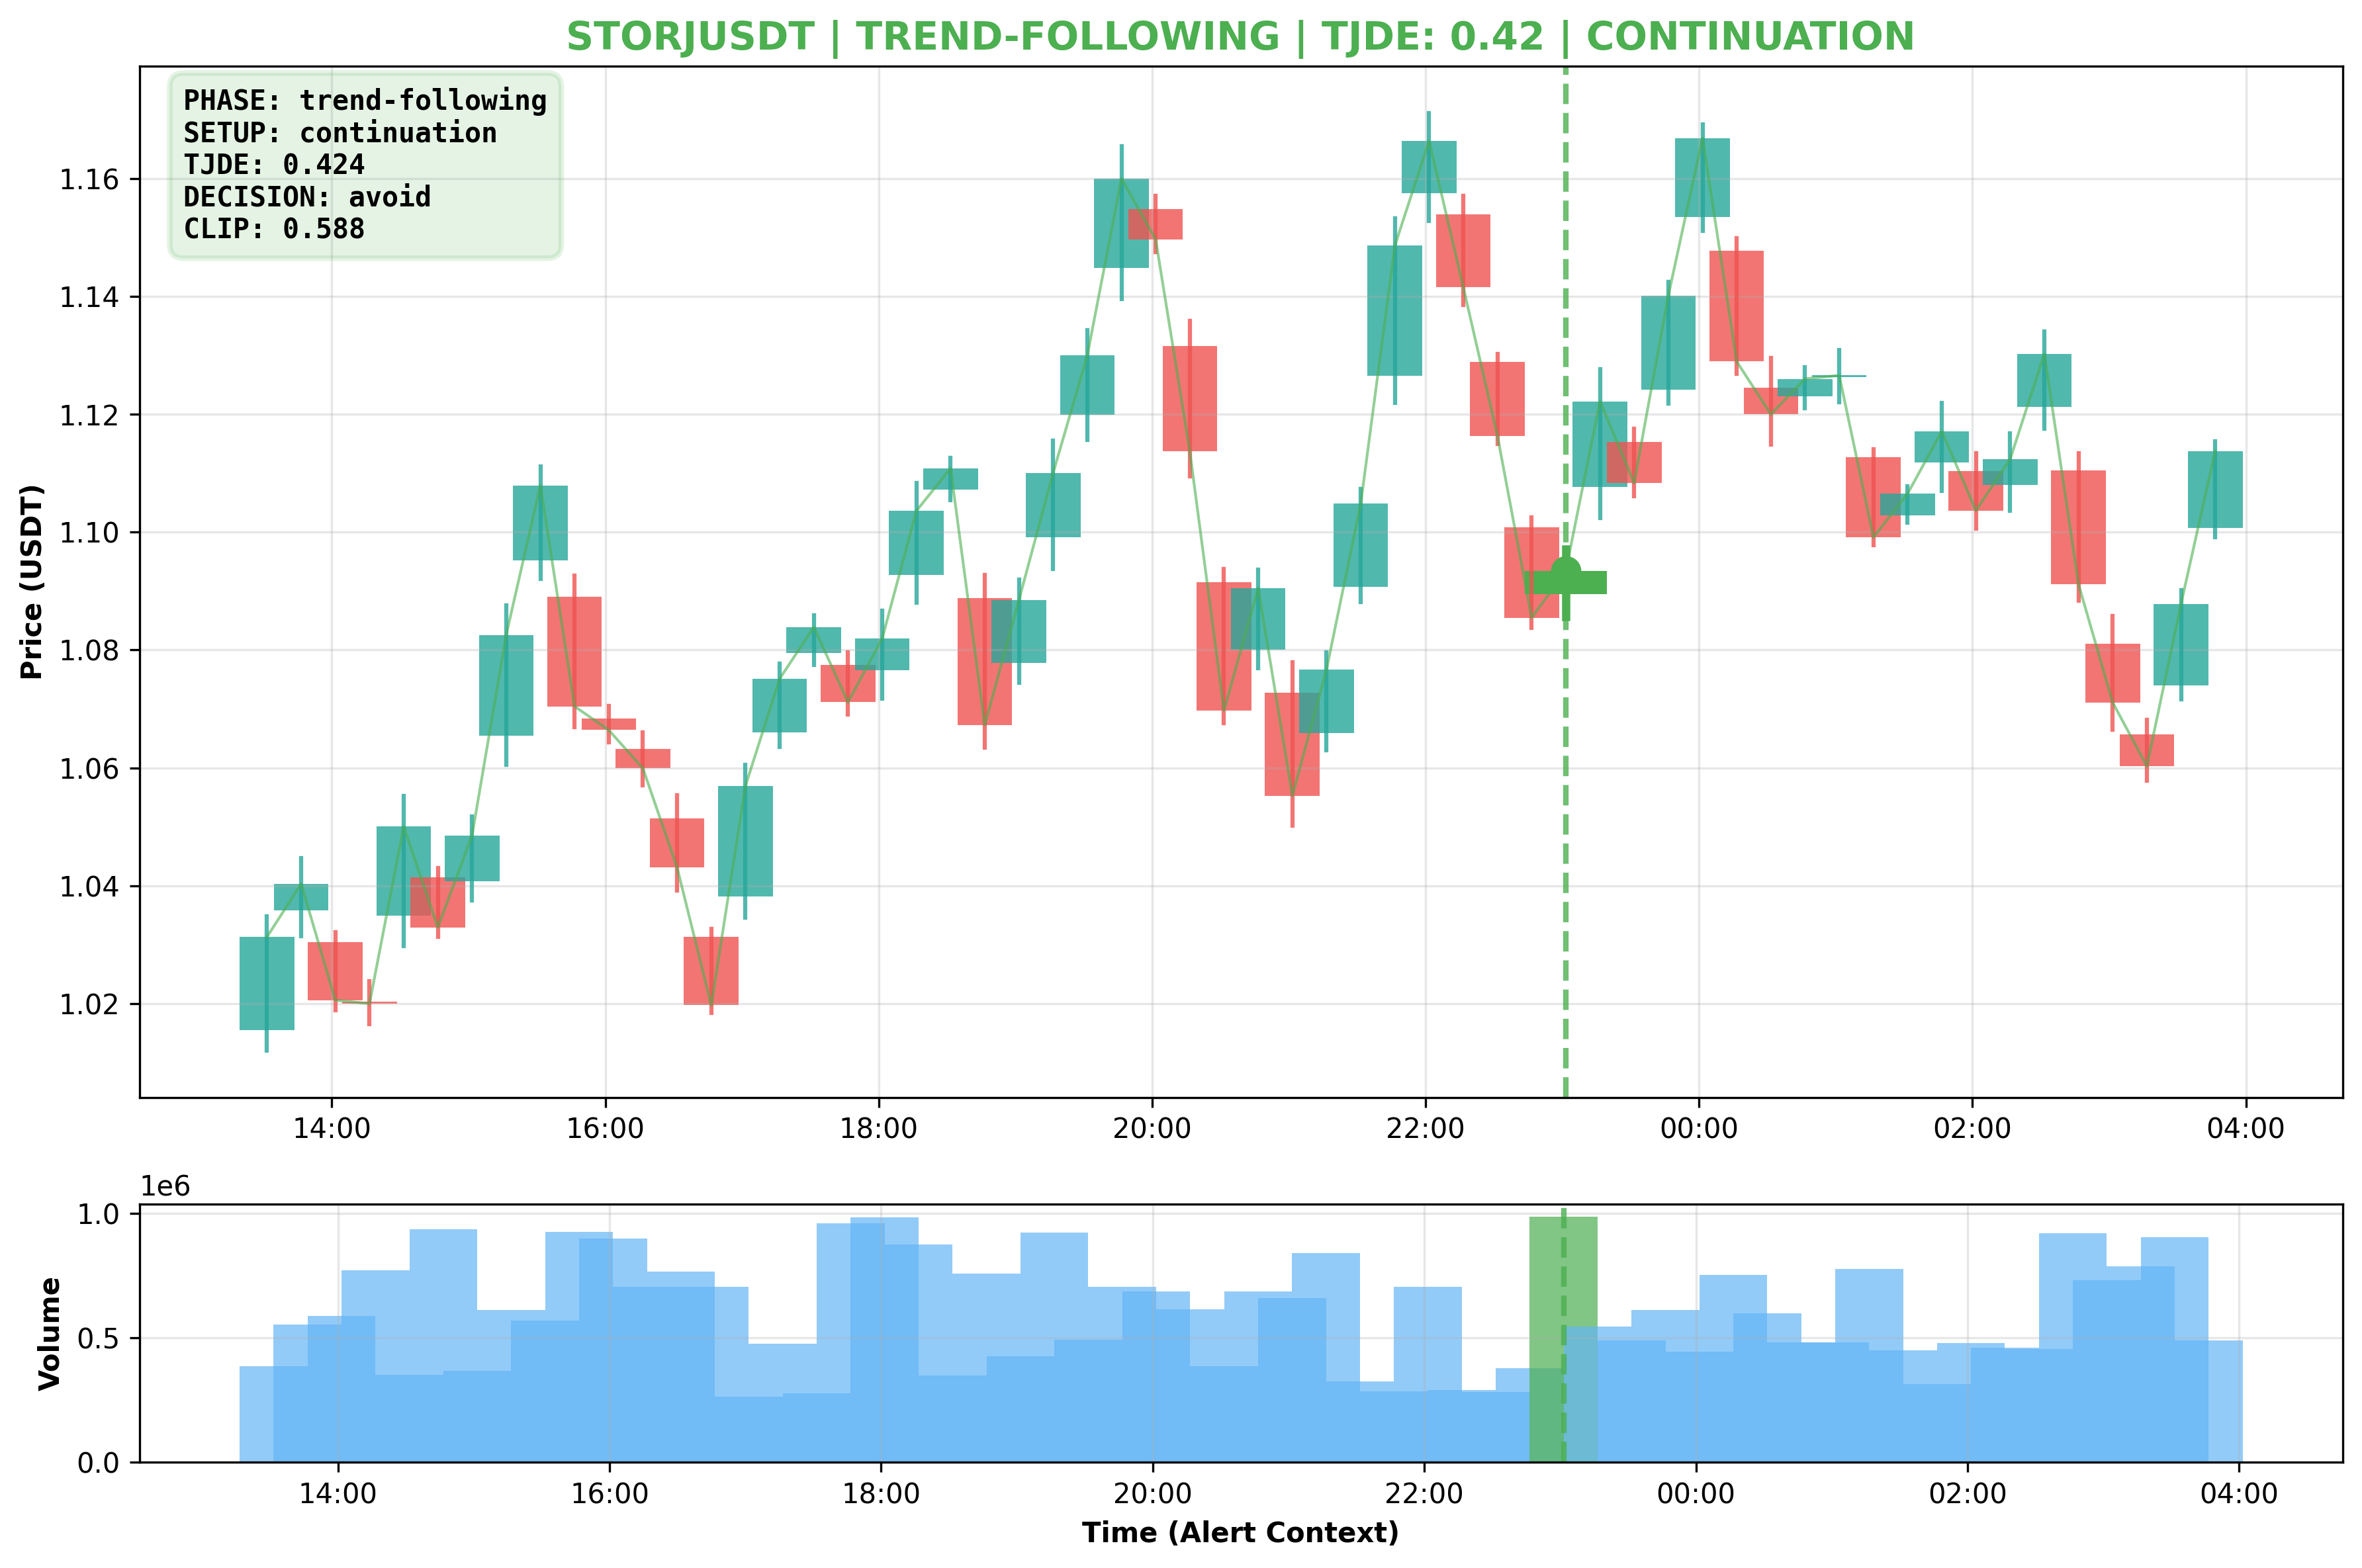 STORJUSDT | TREND-FOLLOWING | TJDE: 0.42 | CONTINUATION
PHASE: trend-following
SETUP: continuation
TJDE: 0.424
DECISION: avoid
CLIP: 0.588
Price (USDT)
1.16
1.14
1.12
1.10
1.08
1.06
1.04
1.02
14:00 16:00 18:00 20:00 22:00 00:00 02:00 04:00
1e6
Volume
1.0
0.5
0.0
14:00 16:00 18:00 20:00 22:00 00:00 02:00 04:00
Time (Alert Context)